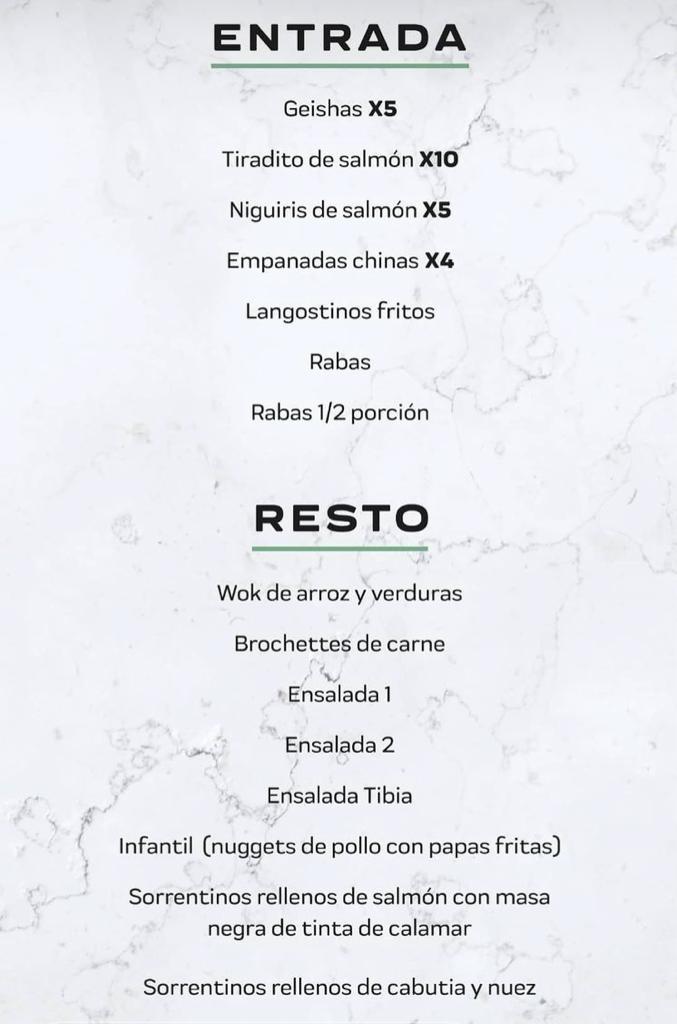 ENTRADA
Geishas X5
Tiradito de salmón X10
Niguiris de salmón X5
Empanadas chinas X4
Langostinos fritos
Rabas
Rabas 1/2 porción
RESTO
Wok de arroz y verduras
Brochettes de carne
Ensalada 1
Ensalada 2
Ensalada Tibia
Infantil (nuggets de pollo con papas fritas)
Sorrentinos rellenos de salmón con masa
negra de tinta de calamar
Sorrentinos rellenos de cabutia y nuez